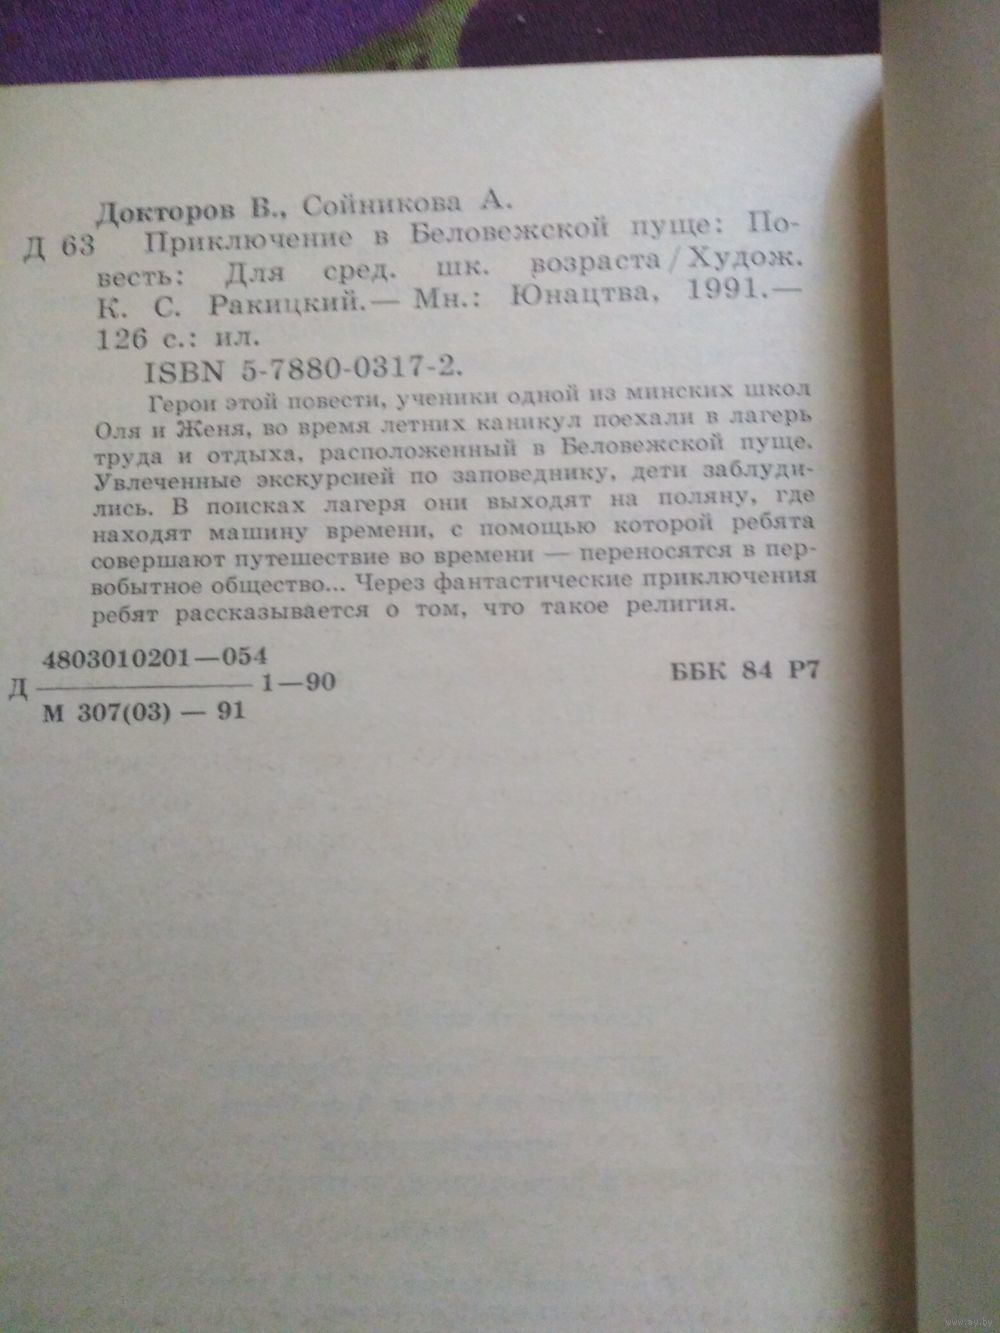 Докторов В., Сойникова А.
Д 63 Приключение в Беловежской пуще: По-
весть: Для сред. шк. возраста/Худож.
К. С. Ракицкий.— Мн.: Юнацтва, 1991.—
126 с.: ил.
ISBN 5-7880-0317-2.
Герои этой повести, ученики одной из минских школ
Оля и Женя, во время летних каникул поехали в лагерь
труда и отдыха, расположенный в Беловежской пуще.
Увлеченные экскурсией по заповеднику, дети заблуди-
лись. В поисках лагеря они выходят на поляну, где
находят машину времени, с помощью которой ребята
совершают путешествие во времени — переносятся в пер-
вобытное общество... Через фантастические приключения
ребят рассказывается о том, что такое религия.
4803010201—054
Д ———————— 1—90
М 307(03) — 91
ББК 84 Р7
www.ay.by